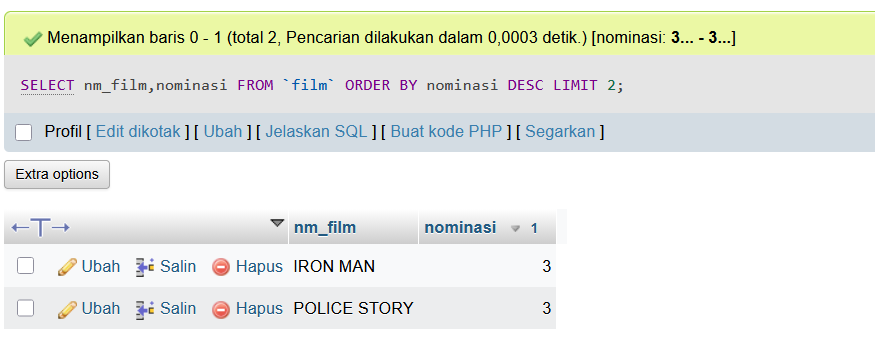 Menampilkan baris 0 - 1 (total 2, Pencarian dilakukan dalam 0,0003 detik.) [nominasi: 3... - 3...]
SELECT nm_film,nominasi FROM `film` ORDER BY nominasi DESC LIMIT 2;
Profil [ Edit dikotak ] [ Ubah ] [ Jelaskan SQL ] [ Buat kode PHP ] [ Segarkan ]
Extra options
←T→ nm_film nominasi 1
Ubah Salin Hapus IRON MAN 3
Ubah Salin Hapus POLICE STORY 3